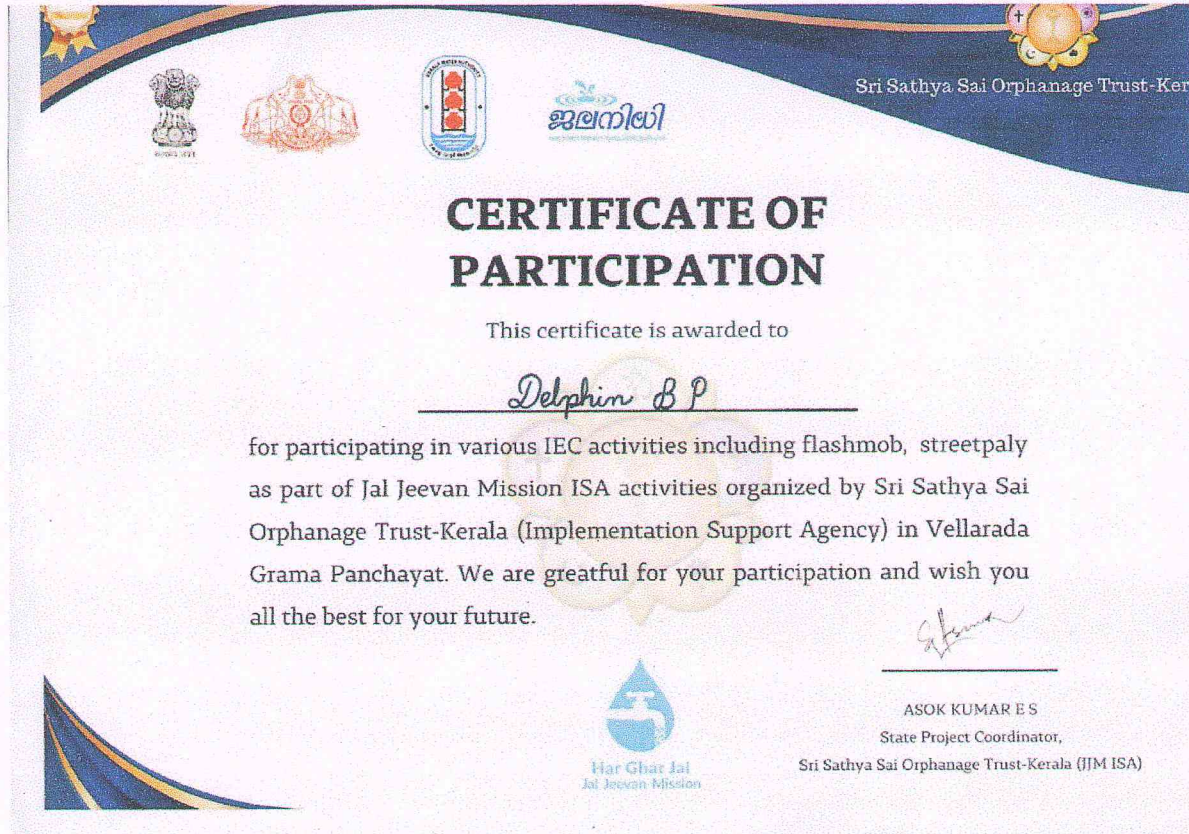 Sri Sathya Sai Orphanage Trust-Ker
KERALA WATER AUTHORITY
ജലനിധി
CERTIFICATE OF
PARTICIPATION
This certificate is awarded to
Delphin B P
for participating in various IEC activities including flashmob, streetpaly
as part of Jal Jeevan Mission ISA activities organized by Sri Sathya Sai
Orphanage Trust-Kerala (Implementation Support Agency) in Vellarada
Grama Panchayat. We are greatful for your participation and wish you
all the best for your future.
Har Ghar Jal
Jal Jeevan Mission
ASOK KUMAR E S
State Project Coordinator,
Sri Sathya Sai Orphanage Trust-Kerala (JJM ISA)